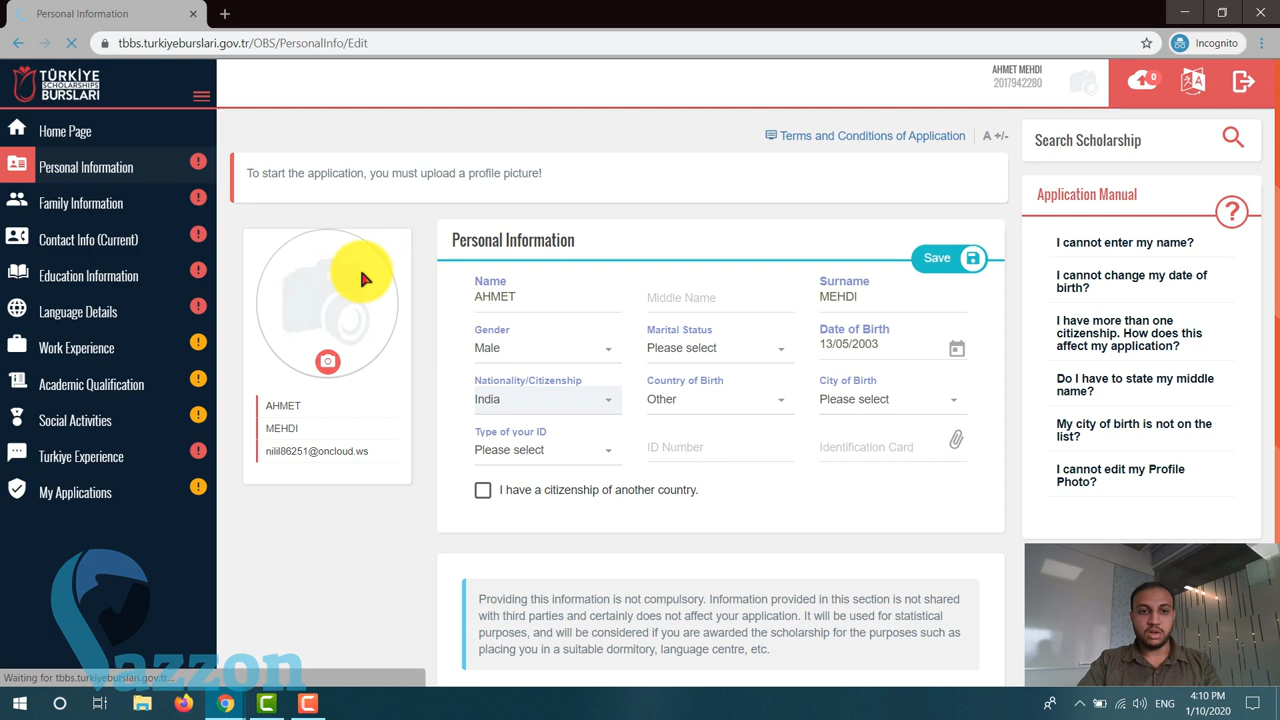 Personal Information
tbbs.turkiyeburslari.gov.tr/OBS/PersonalInfo/Edit
Incognito
TÜRKİYE
SCHOLARSHIPS
BURSLARI
AHMET MEHDI
2017942280
0
Home Page
Personal Information
Family Information
Contact Info (Current)
Education Information
Language Details
Work Experience
Academic Qualification
Social Activities
Turkiye Experience
My Applications
Terms and Conditions of Application
A +/-
To start the application, you must upload a profile picture!
AHMET
MEHDI
nilil86251@oncloud.ws
Personal Information
Save
Name
Surname
AHMET
Middle Name
MEHDI
Gender
Marital Status
Date of Birth
Male
Please select
13/05/2003
Nationality/Citizenship
Country of Birth
City of Birth
India
Other
Please select
Type of your ID
Please select
ID Number
Identification Card
I have a citizenship of another country.
Providing this information is not compulsory. Information provided in this section is not shared
with third parties and certainly does not affect your application. It will be used for statistical
purposes, and will be considered if you are awarded the scholarship for the purposes such as
placing you in a suitable dormitory, language centre, etc.
Search Scholarship
Application Manual
?
I cannot enter my name?
I cannot change my date of
birth?
I have more than one
citizenship. How does this
affect my application?
Do I have to state my middle
name?
My city of birth is not on the
list?
I cannot edit my Profile
Photo?
azzon
Waiting for tbbs.turkiyeburslari.gov.tr...
ENG
4:10 PM
1/10/2020